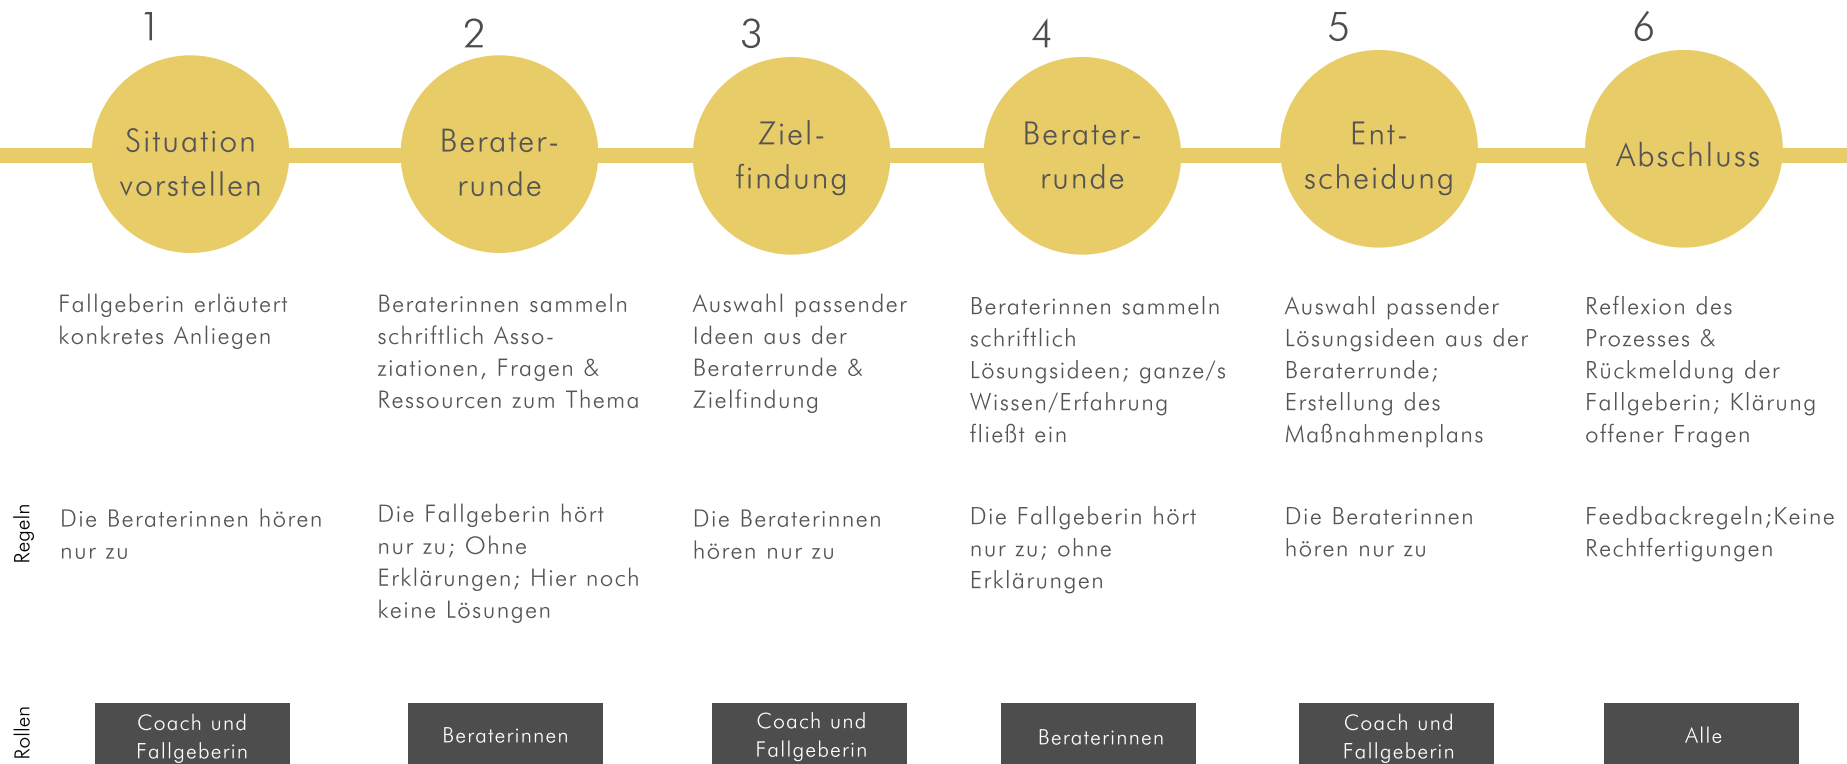 1
2
3
4
5
6
Situation
vorstellen
Berater-
runde
Ziel-
findung
Berater-
runde
Ent-
scheidung
Abschluss
Fallgeberin erläutert
konkretes Anliegen
Beraterinnen sammeln
schriftlich Asso-
ziationen, Fragen &
Ressourcen zum Thema
Auswahl passender
Ideen aus der
Beraterrunde &
Zielfindung
Beraterinnen sammeln
schriftlich
Lösungsideen; ganze/s
Wissen/Erfahrung
fließt ein
Auswahl passender
Lösungsideen aus der
Beraterrunde;
Erstellung des
Maßnahmenplans
Reflexion des
Prozesses &
Rückmeldung der
Fallgeberin; Klärung
offener Fragen
Regeln
Die Beraterinnen hören
nur zu
Die Fallgeberin hört
nur zu; Ohne
Erklärungen; Hier noch
keine Lösungen
Die Beraterinnen
hören nur zu
Die Fallgeberin hört
nur zu; ohne
Erklärungen
Die Beraterinnen
hören nur zu
Feedbackregeln;Keine
Rechtfertigungen
Rollen
Coach und
Fallgeberin
Beraterinnen
Coach und
Fallgeberin
Beraterinnen
Coach und
Fallgeberin
Alle